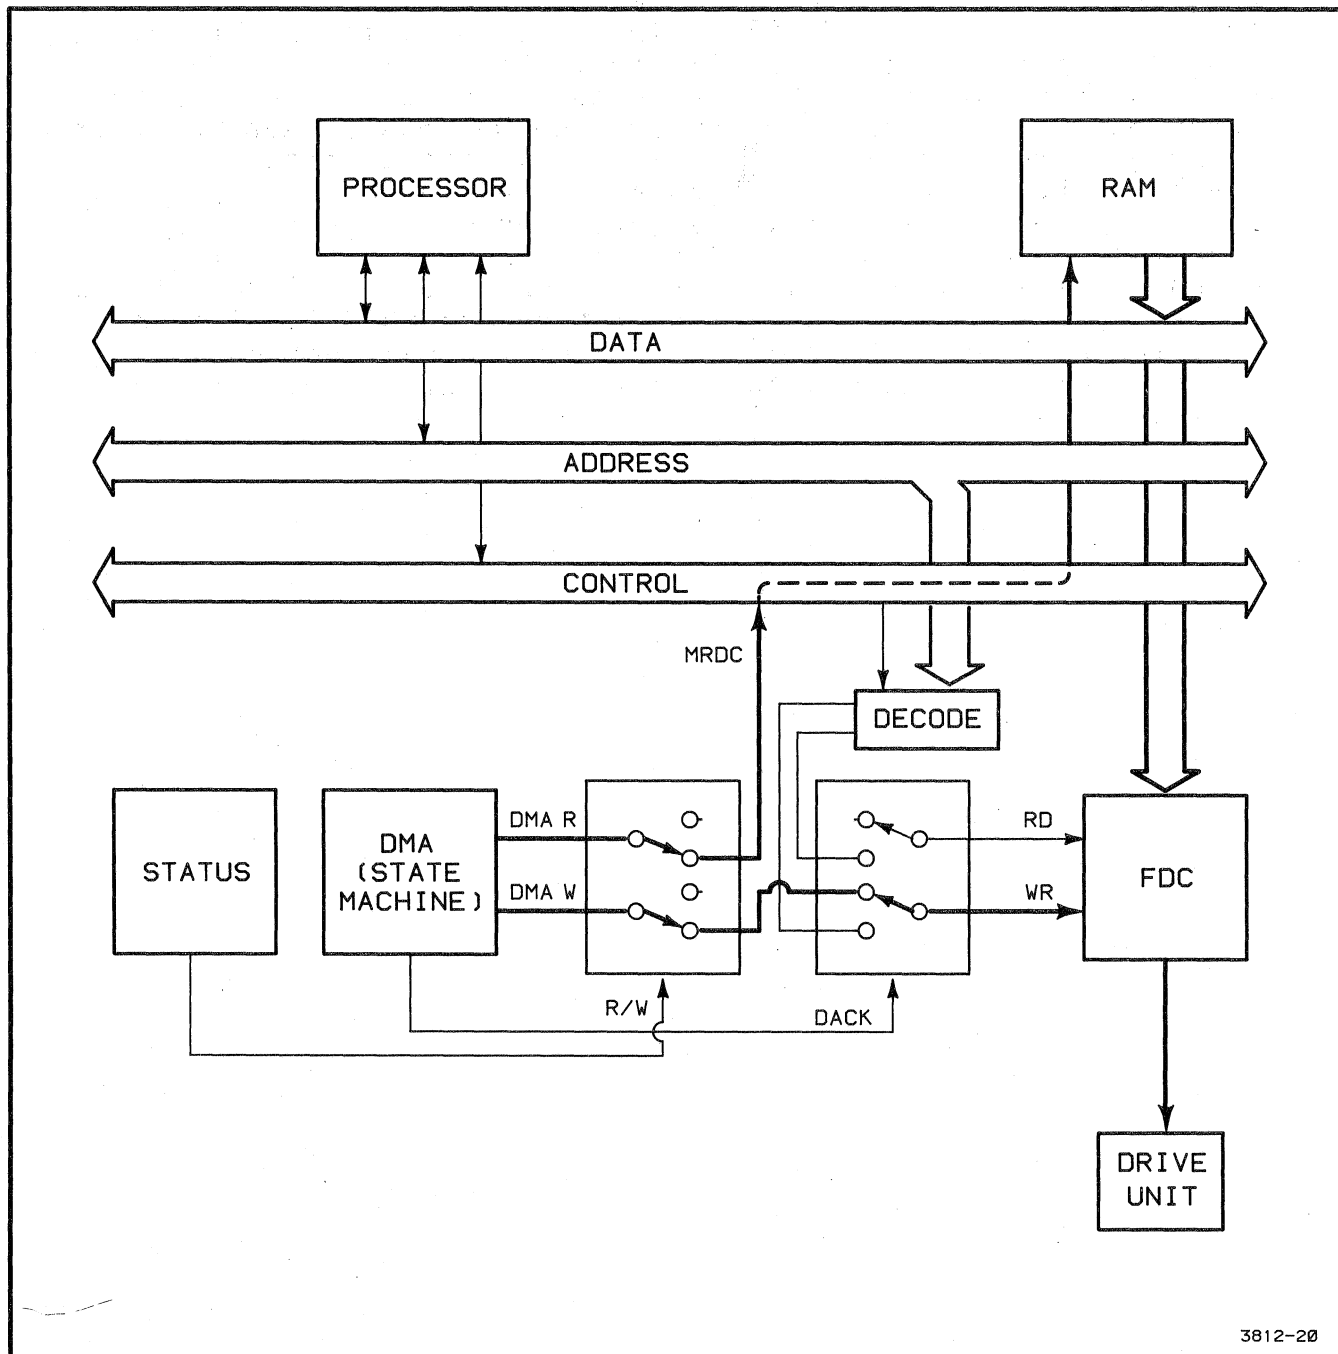 PROCESSOR
RAM
DATA
ADDRESS
CONTROL
MRDC
DECODE
STATUS
DMA
(STATE
MACHINE)
DMA R
DMA W
RD
WR
FDC
R/W
DACK
DRIVE
UNIT
3812-20